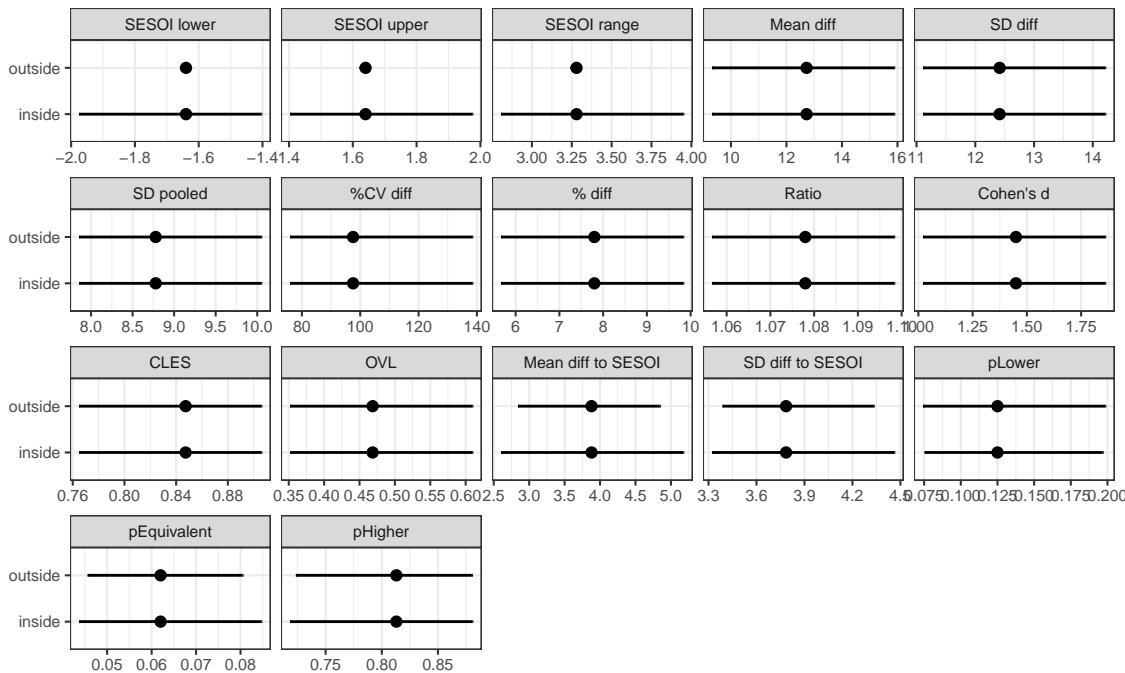 SESOI lower SESOI upper SESOI range Mean diff SD diff
outside
inside
−2.0 −1.8 −1.6 −1.4 1.4 1.6 1.8 2.0 3.00 3.25 3.50 3.75 4.00 10 12 14 16 11 12 13 14
SD pooled %CV diff % diff Ratio Cohen's d
outside
inside
8.0 8.5 9.0 9.5 10.0 80 100 120 140 6 7 8 9 10 1.06 1.07 1.08 1.09 1.10 1.00 1.25 1.50 1.75
CLES OVL Mean diff to SESOI SD diff to SESOI pLower
outside
inside
0.76 0.80 0.84 0.88 0.35 0.40 0.45 0.50 0.55 0.60 2.5 3.0 3.5 4.0 4.5 5.0 3.3 3.6 3.9 4.2 4.5 0.075 0.100 0.125 0.150 0.175 0.200
pEquivalent pHigher
outside
inside
0.05 0.06 0.07 0.08 0.75 0.80 0.85